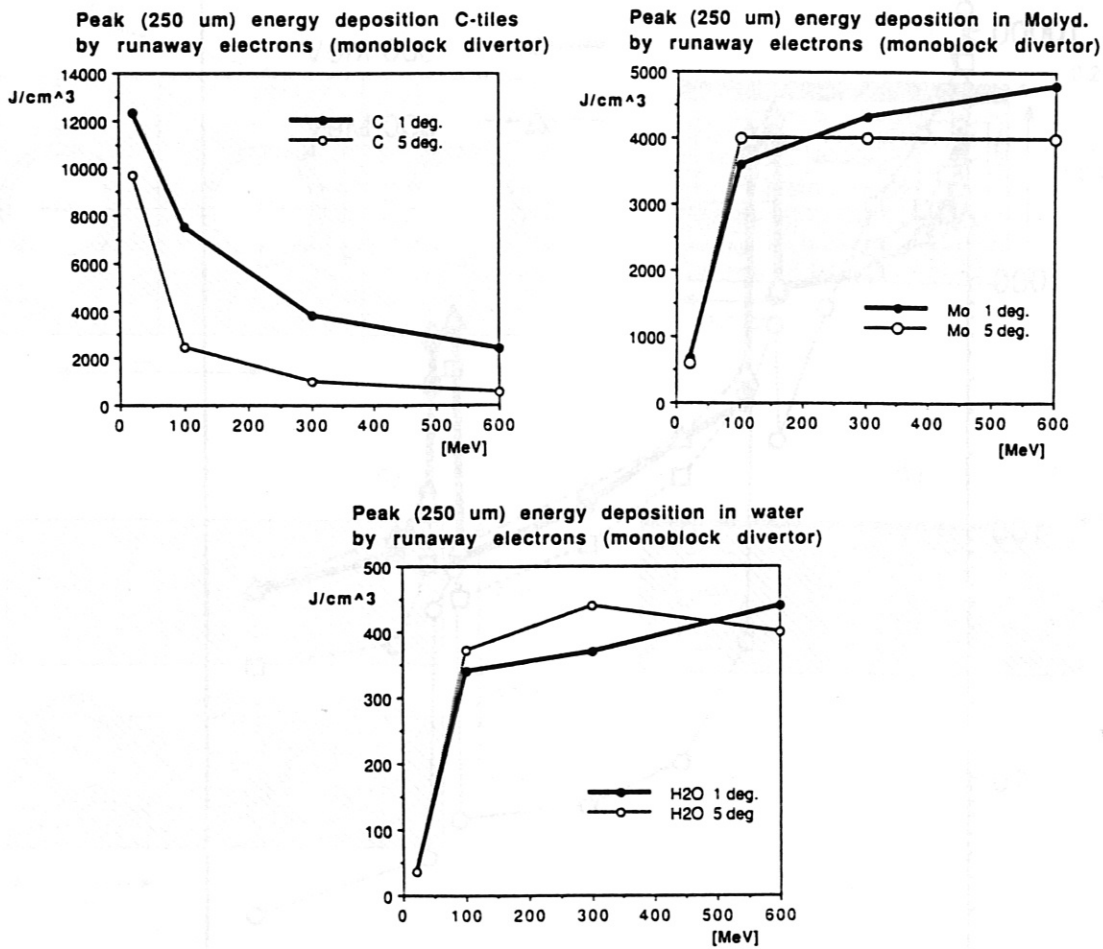 Peak (250 um) energy deposition C-tiles
by runaway electrons (monoblock divertor)
J/cm^3
14000
12000
10000
8000
6000
4000
2000
0
C 1 deg.
C 5 deg.
0 100 200 300 400 500 600
[MeV]
Peak (250 um) energy deposition in Molyd.
by runaway electrons (monoblock divertor)
J/cm^3
5000
4000
3000
2000
1000
0
Mo 1 deg.
Mo 5 deg.
0 100 200 300 400 500 600
[MeV]
Peak (250 um) energy deposition in water
by runaway electrons (monoblock divertor)
J/cm^3
500
400
300
200
100
0
H2O 1 deg.
H2O 5 deg
0 100 200 300 400 500 600
[MeV]